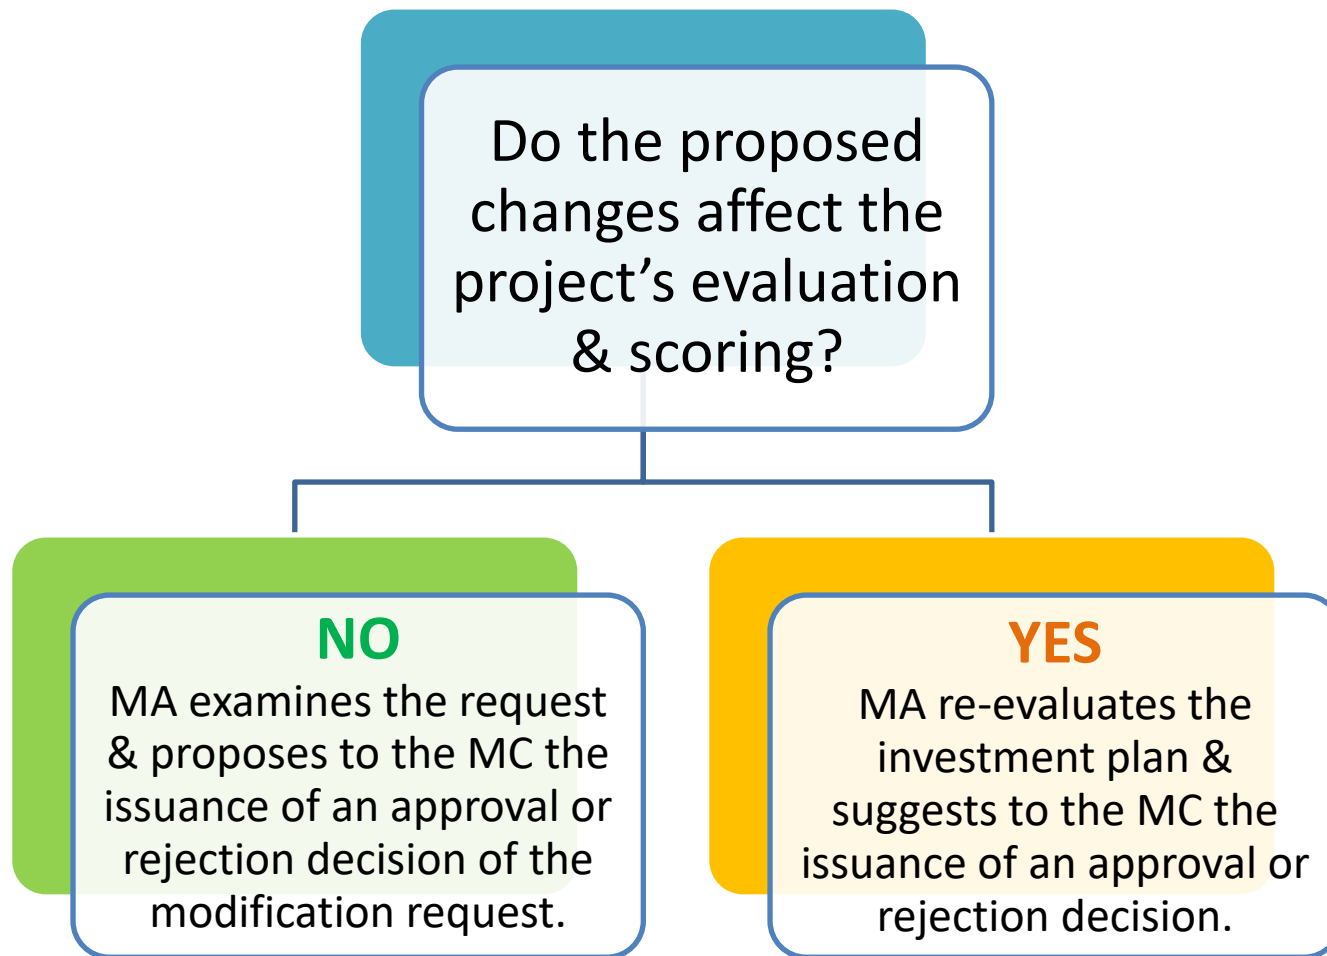 Do the proposed
changes affect the
project’s evaluation
& scoring?
NO
MA examines the request
& proposes to the MC the
issuance of an approval or
rejection decision of the
modification request.
YES
MA re-evaluates the
investment plan &
suggests to the MC the
issuance of an approval or
rejection decision.